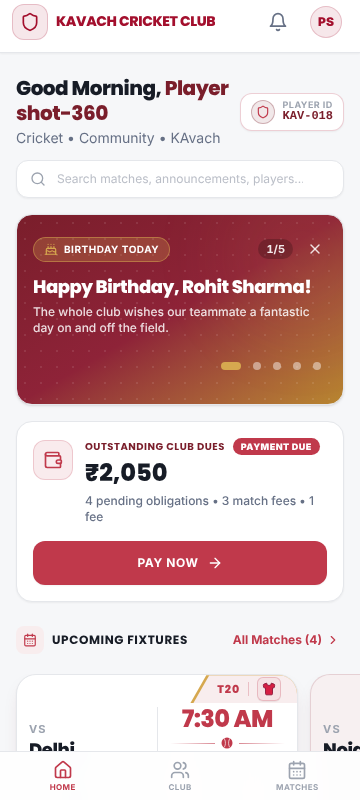 KAVACH CRICKET CLUB
PS
Good Morning, Player
shot-360
PLAYER ID
KAV-018
Cricket • Community • KAvach
Search matches, announcements, players...
BIRTHDAY TODAY
1/5
Happy Birthday, Rohit Sharma!
The whole club wishes our teammate a fantastic
day on and off the field.
OUTSTANDING CLUB DUES
PAYMENT DUE
₹2,050
4 pending obligations • 3 match fees • 1
fee
PAY NOW
UPCOMING FIXTURES
All Matches (4)
T20
7:30 AM
VS
Delhi
VS
HOME
CLUB
MATCHES